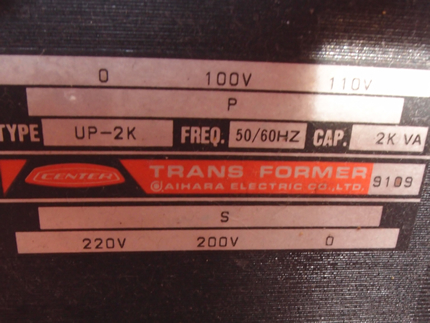 0 100V 110V
P
TYPE UP-2K FREQ. 50/60HZ CAP. 2K VA
CENTER TRANS FORMER 9109
AIHARA ELECTRIC CO., LTD.
S
220V 200V 0